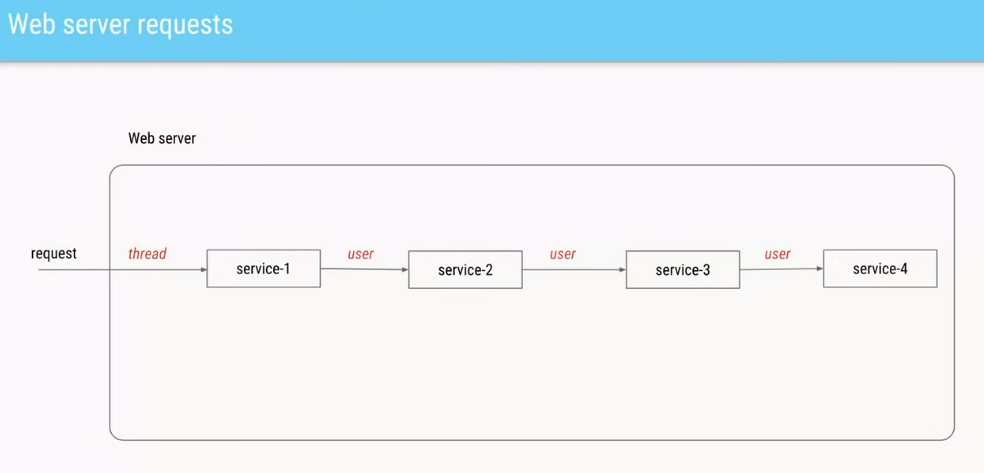 Web server requests
Web server
request
thread
service-1
user
service-2
user
service-3
user
service-4